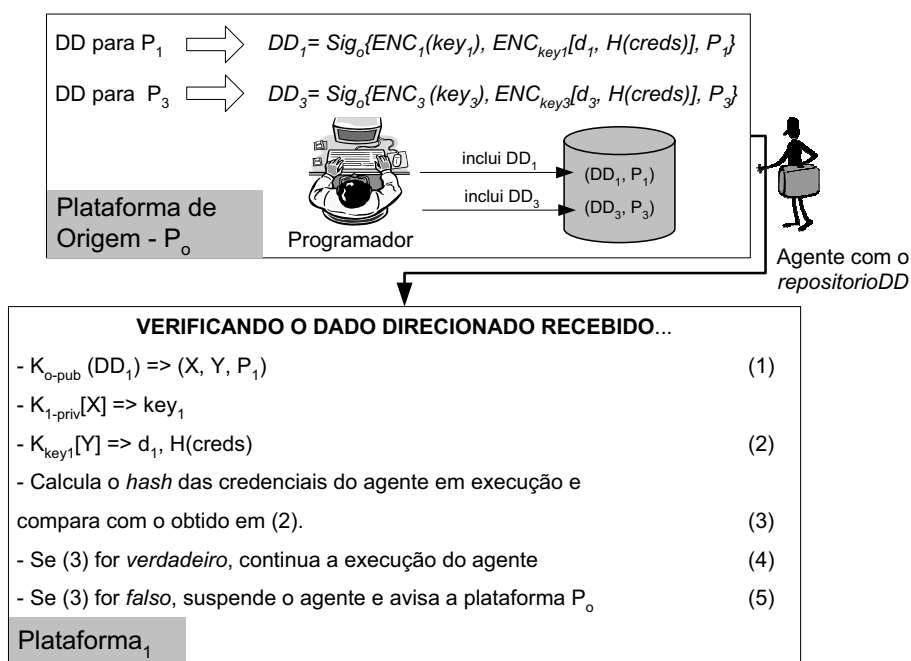 DD para P₁ DD₁= Sigₒ{ENC₁(key₁), ENCₖₑᵧ₁[d₁, H(creds)], P₁}
DD para P₃ DD₃= Sigₒ{ENC₃ (key₃), ENCₖₑᵧ₃[d₃, H(creds)], P₃}
inclui DD₁
(DD₁, P₁)
inclui DD₃
(DD₃, P₃)
Plataforma de
Origem - Pₒ
Programador
Agente com o
repositorioDD
VERIFICANDO O DADO DIRECIONADO RECEBIDO...
- Kₒ₋pub (DD₁) => (X, Y, P₁) (1)
- K₁₋priv[X] => key₁
- Kₖₑᵧ₁[Y] => d₁, H(creds) (2)
- Calcula o hash das credenciais do agente em execução e
compara com o obtido em (2). (3)
- Se (3) for verdadeiro, continua a execução do agente (4)
- Se (3) for falso, suspende o agente e avisa a plataforma Pₒ (5)
Plataforma₁